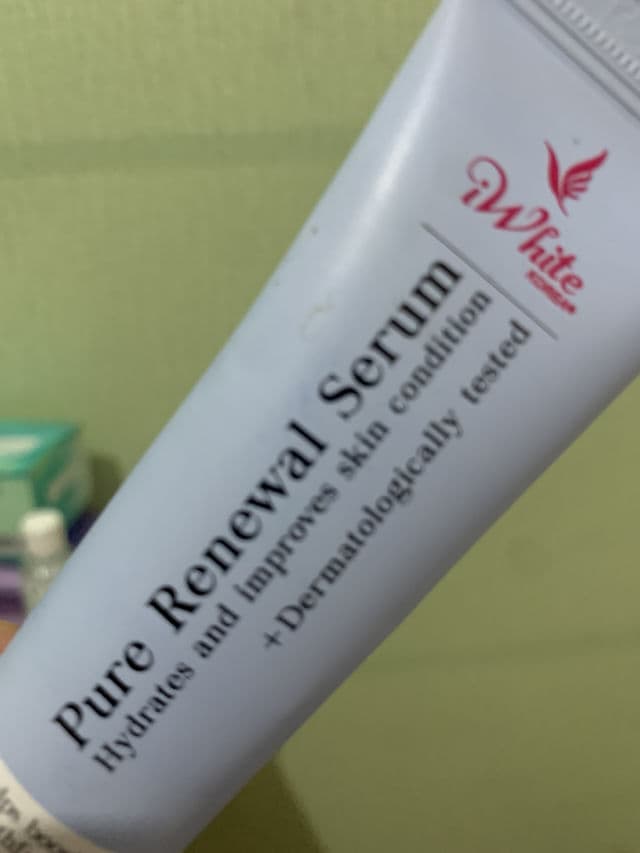 iWhite
KOREA
Pure Renewal Serum
Hydrates and improves skin condition
+Dermatologically tested